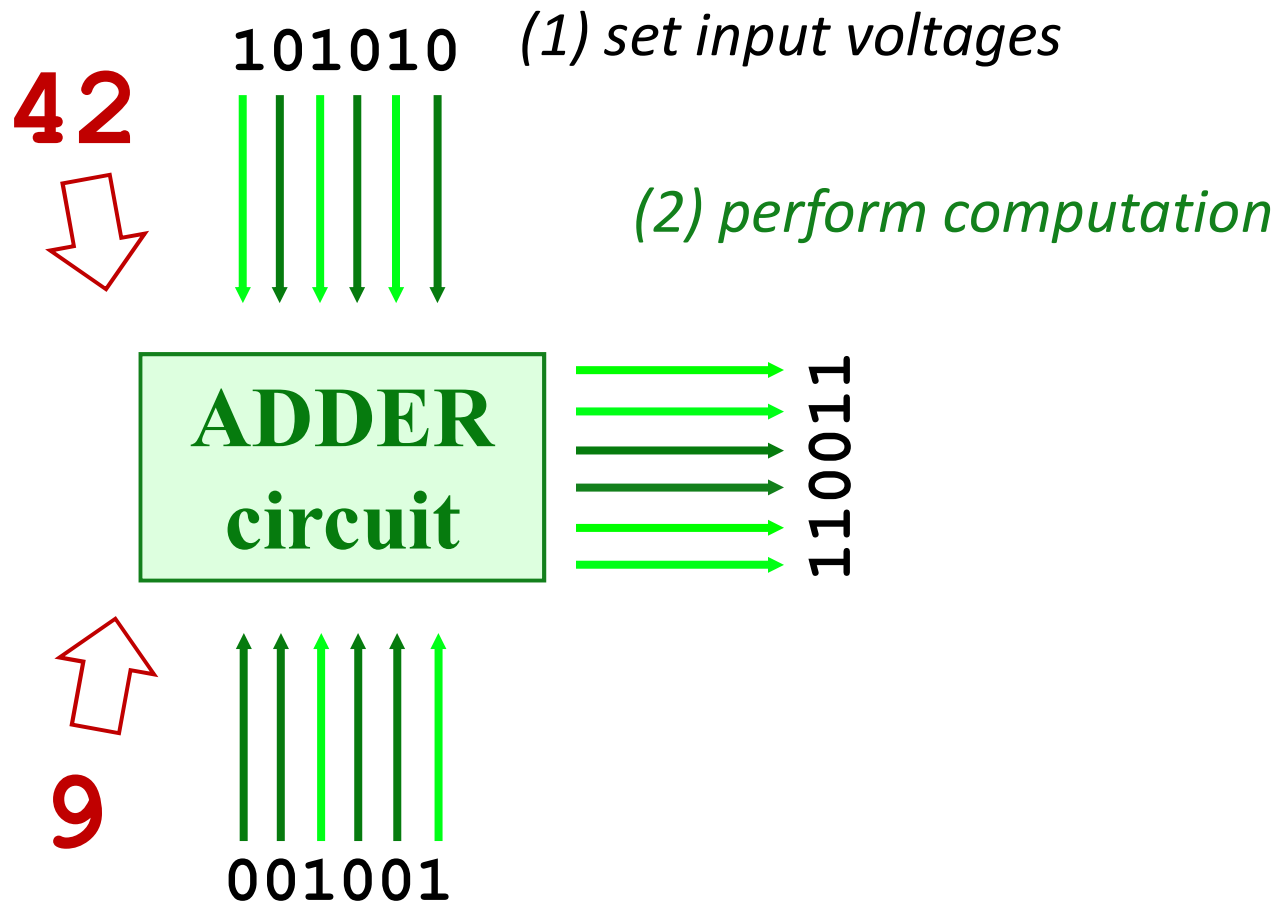 101010
(1) set input voltages
42
(2) perform computation
ADDER
circuit
110011
9
001001